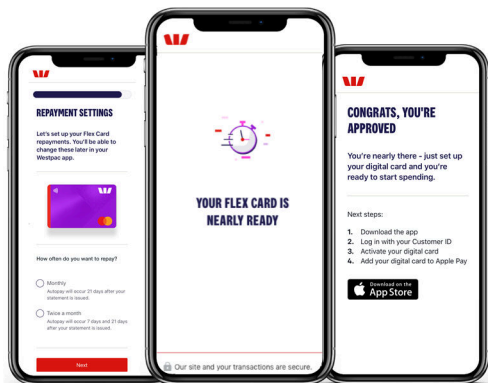 REPAYMENT SETTINGS
Let's set up your Flex Card
repayments. You'll be able to
change these later in your
Westpac app.
How often do you want to repay?
Monthly
Autopay will occur 21 days after your
statement is issued.
Twice a month
Autopay will occur 7 days and 21 days
after your statement is issued.
Next
YOUR FLEX CARD IS
NEARLY READY
Our site and your transactions are secure.
CONGRATS, YOU'RE
APPROVED
You're nearly there - just set up
your digital card and you're
ready to start spending.
Next steps:
1. Download the app
2. Log in with your Customer ID
3. Activate your digital card
4. Add your digital card to Apple Pay
Download on the
App Store